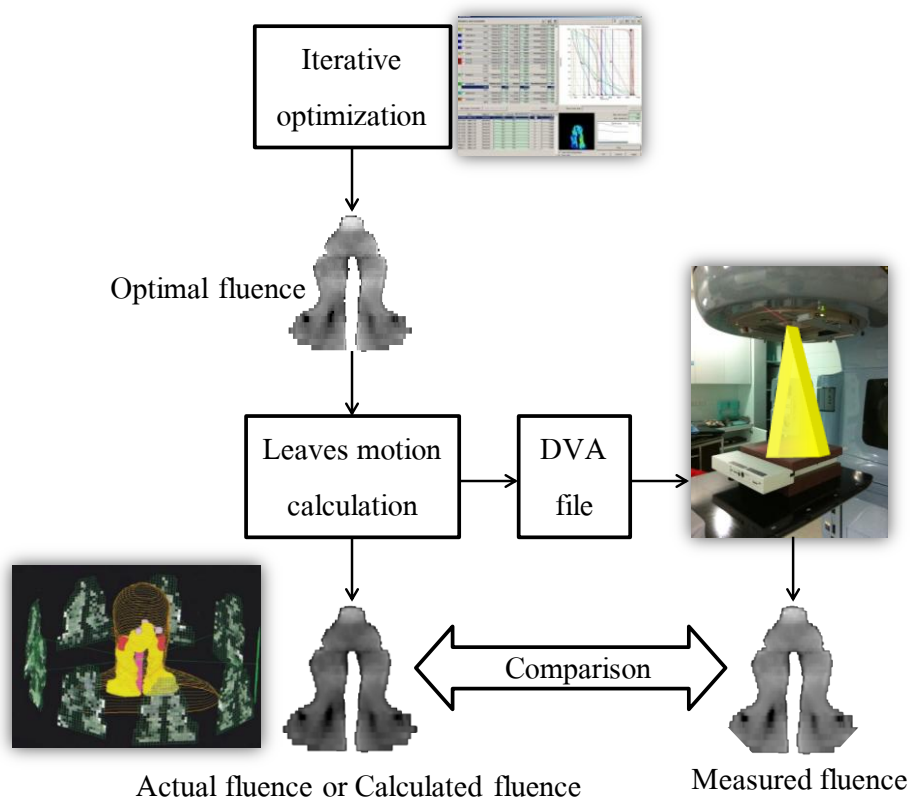 Iterative
optimization
Optimal fluence
Leaves motion
calculation
DVA
file
Comparison
Actual fluence or Calculated fluence
Measured fluence